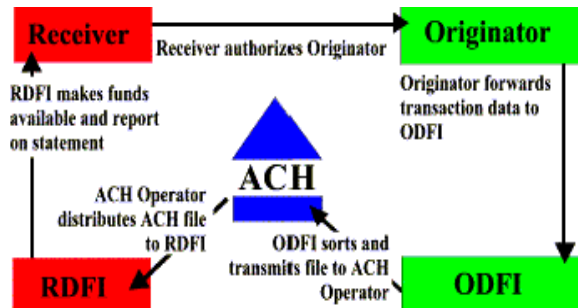 Receiver
Receiver authorizes Originator
Originator
Originator forwards
transaction data to
ODFI
RDFI makes funds
available and report
on statement
ACH
ACH Operator
distributes ACH file
to RDFI
ODFI sorts and
transmits file to ACH
Operator
RDFI
ODFI